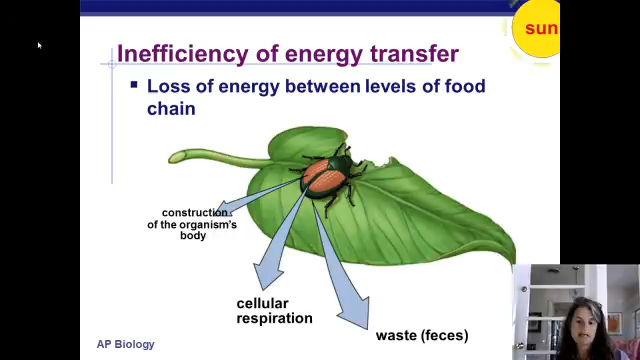 sun
Inefficiency of energy transfer
Loss of energy between levels of food
chain
construction
of the organism's
body
cellular
respiration
waste (feces)
AP Biology